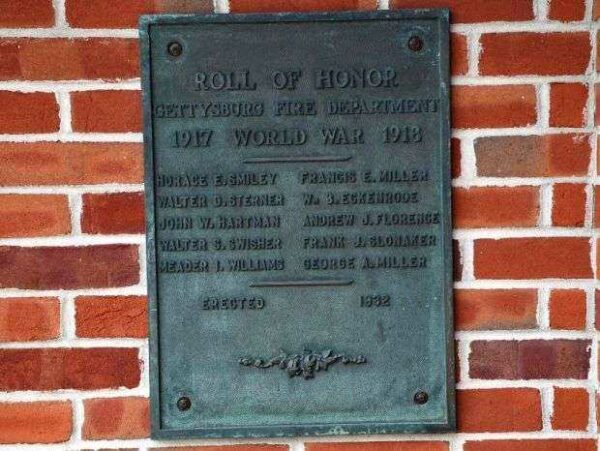 ROLL OF HONOR
GETTYSBURG FIRE DEPARTMENT
1917 WORLD WAR 1918
HORACE E. SMILEY FRANCIS E. MILLER
WALTER D. STERNER WM B. ECKENRODE
JOHN W. HARTMAN ANDREW J. FLORENCE
WALTER S. SWISHER FRANK J. SLONAKER
MEADER I. WILLIAMS GEORGE A. MILLER
ERECTED 1932